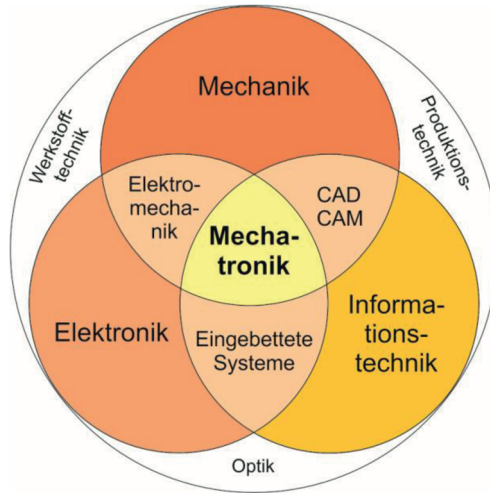 Mechanik
Werkstoff-
technik
Produktions-
technik
Elektro-
mecha-
nik
CAD
CAM
Mecha-
tronik
Elektronik
Informa-
tions-
technik
Eingebettete
Systeme
Optik